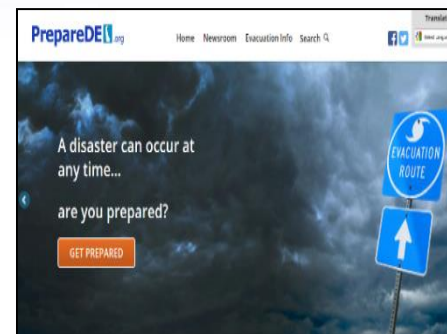 PrepareDE.org
Home Newsroom Evacuation Info Search
Translat
A disaster can occur at
any time...
are you prepared?
GET PREPARED
EVACUATION
ROUTE